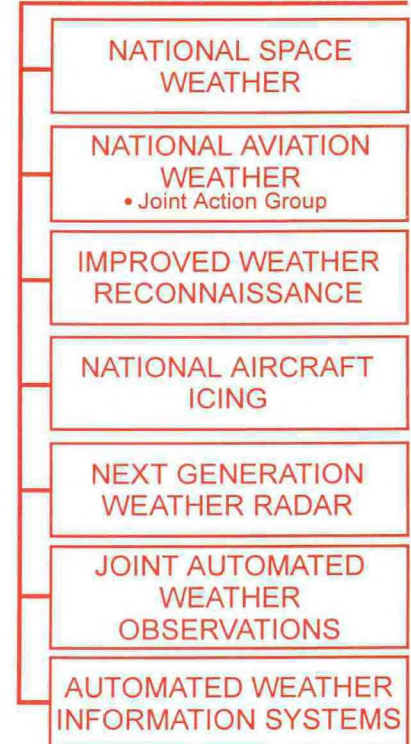 NATIONAL SPACE
WEATHER
NATIONAL AVIATION
WEATHER
• Joint Action Group
IMPROVED WEATHER
RECONNAISSANCE
NATIONAL AIRCRAFT
ICING
NEXT GENERATION
WEATHER RADAR
JOINT AUTOMATED
WEATHER
OBSERVATIONS
AUTOMATED WEATHER
INFORMATION SYSTEMS